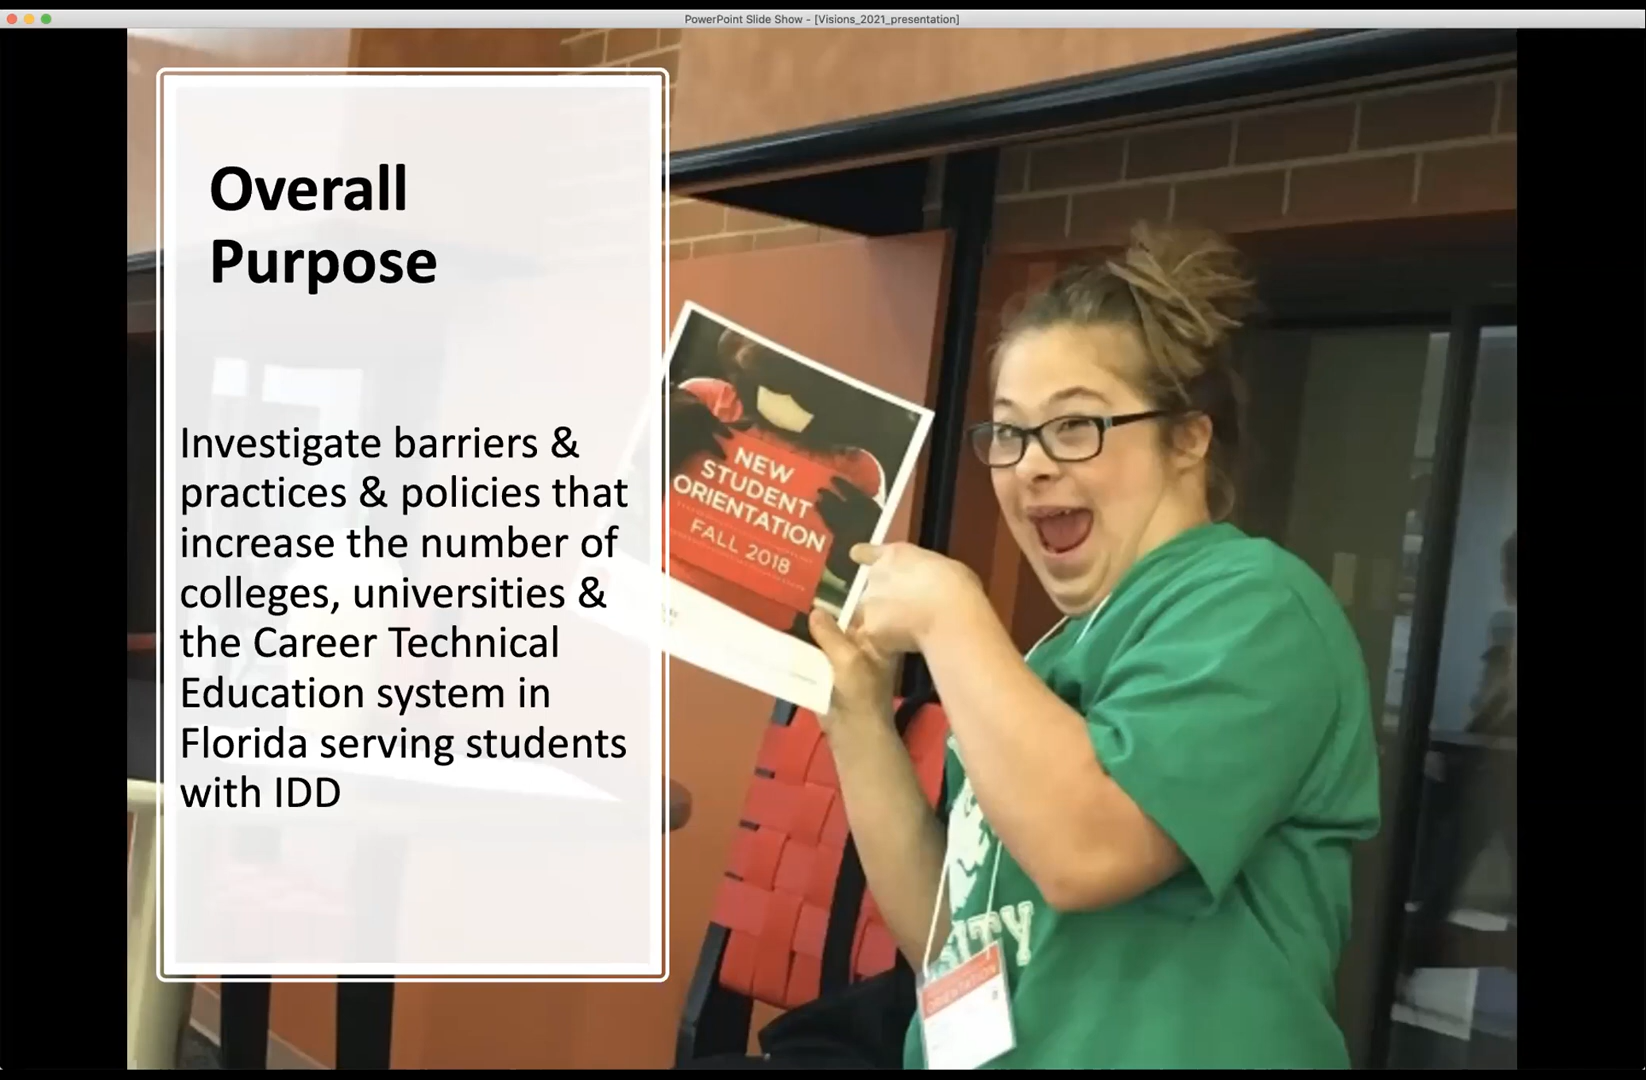 PowerPoint Slide Show - [Visions_2021_presentation]
Overall
Purpose
Investigate barriers &
practices & policies that
increase the number of
colleges, universities &
the Career Technical
Education system in
Florida serving students
with IDD
NEW
STUDENT
ORIENTATION
FALL 2018
ORIENTATION